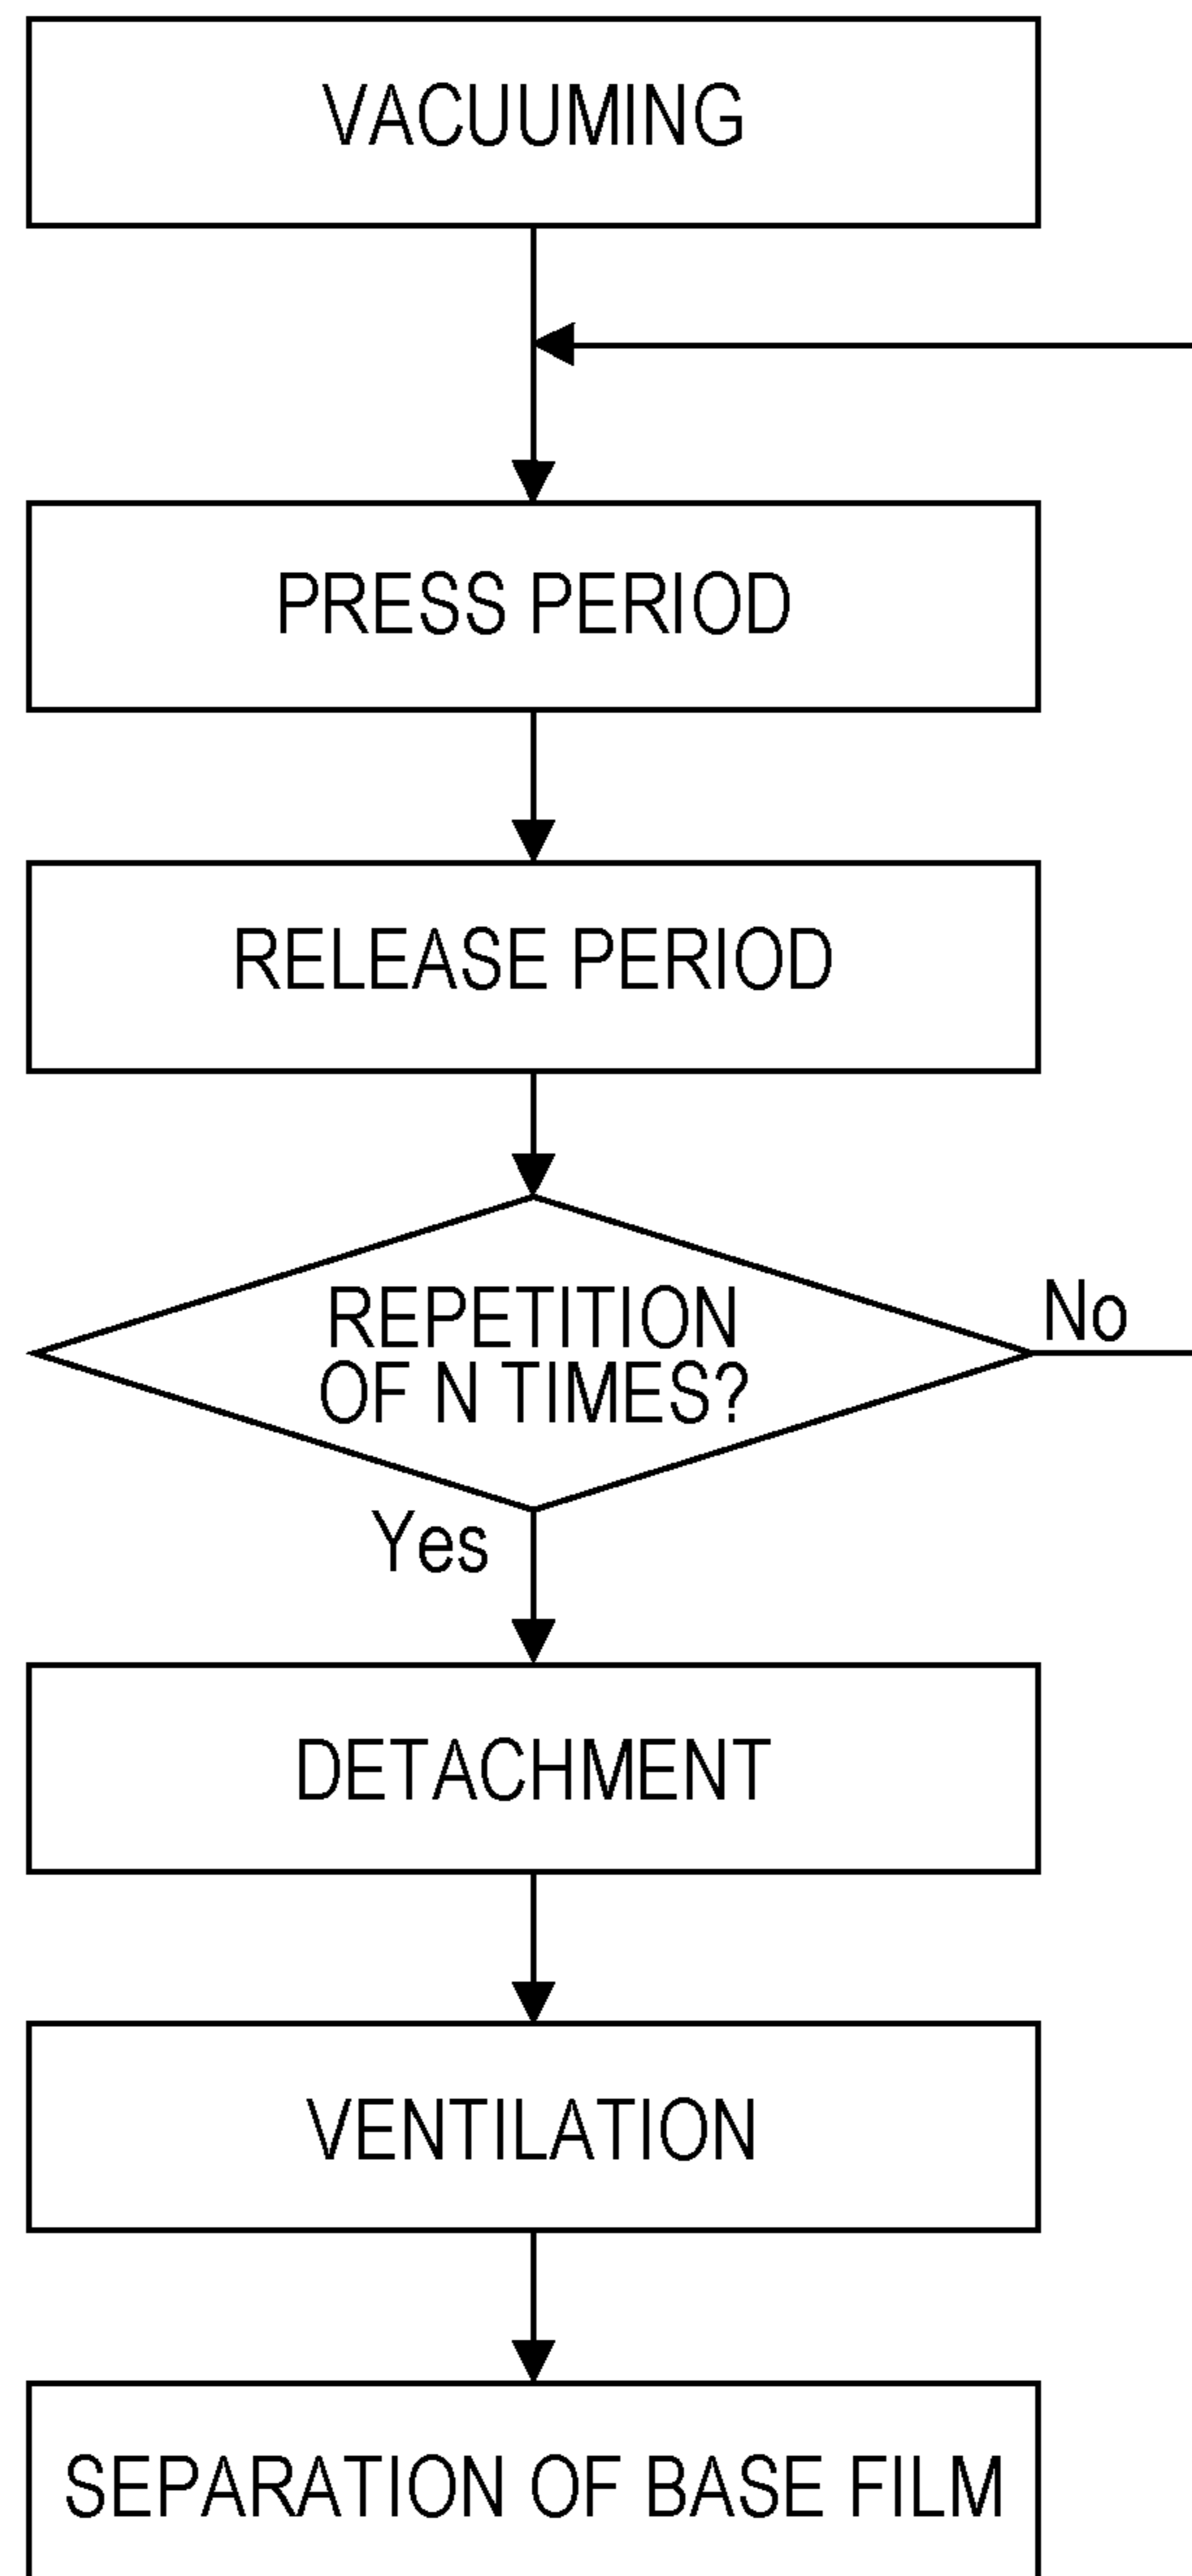 VACUUMING
PRESS PERIOD
RELEASE PERIOD
REPETITION
OF N TIMES?
No
Yes
DETACHMENT
VENTILATION
SEPARATION OF BASE FILM